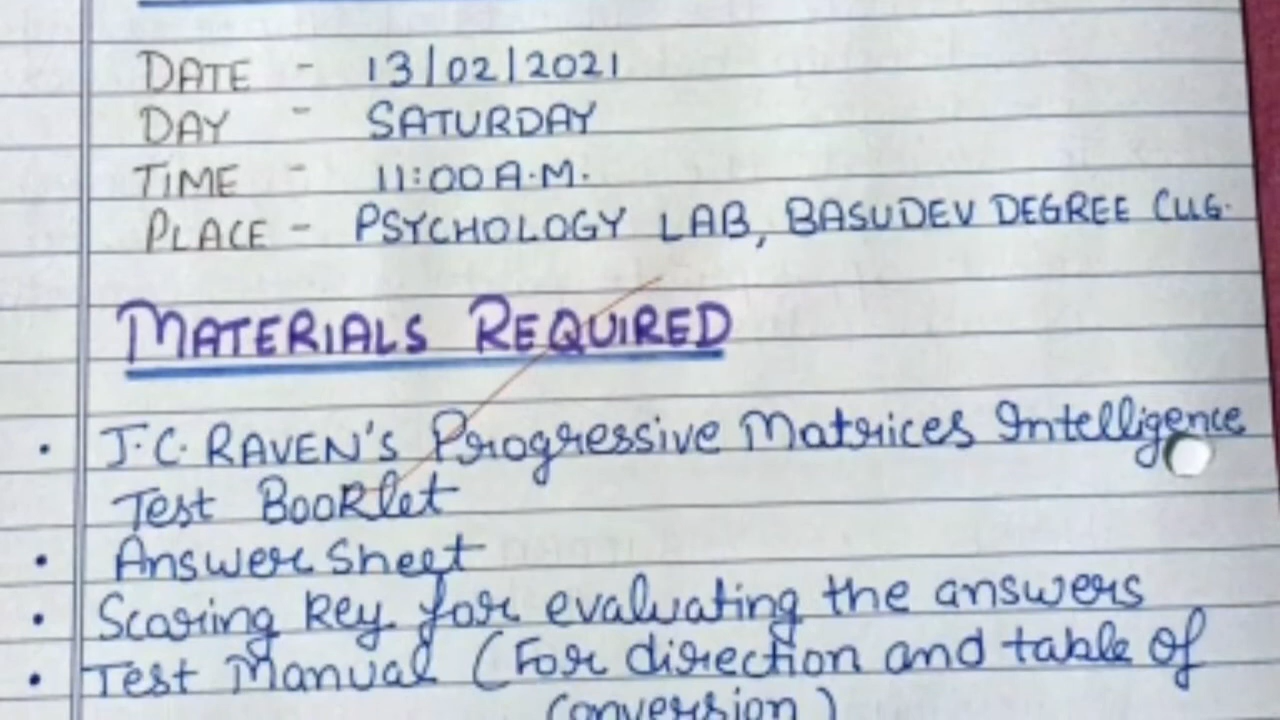 DATE - 13/02/2021
DAY - SATURDAY
TIME - 11:00 A.M.
PLACE - PSYCHOLOGY LAB, BASUDEV DEGREE CLG.
MATERIALS REQUIRED
• J.C. RAVEN'S Progressive Matrices Intelligence
Test Booklet
• Answer Sheet
• Scoring key for evaluating the answers
• Test Manual (For direction and table of
conversion)